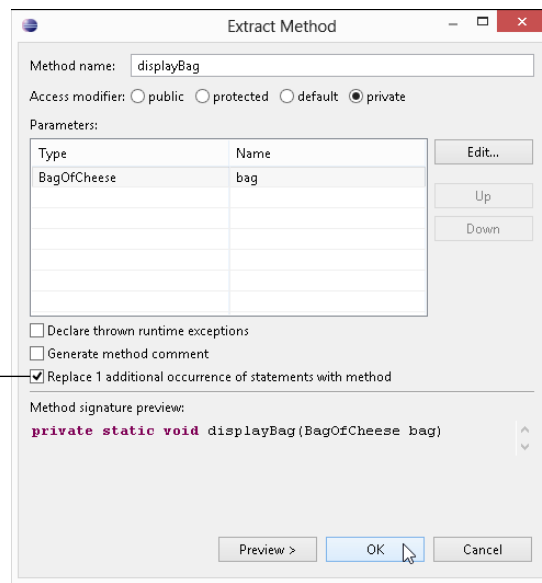 Extract Method
Method name: displayBag
Access modifier: public protected default private
Parameters:
Type Name Edit...
BagOfCheese bag
Up
Down
Declare thrown runtime exceptions
Generate method comment
Replace 1 additional occurrence of statements with method
Method signature preview:
private static void displayBag(BagOfCheese bag)
Preview > OK Cancel